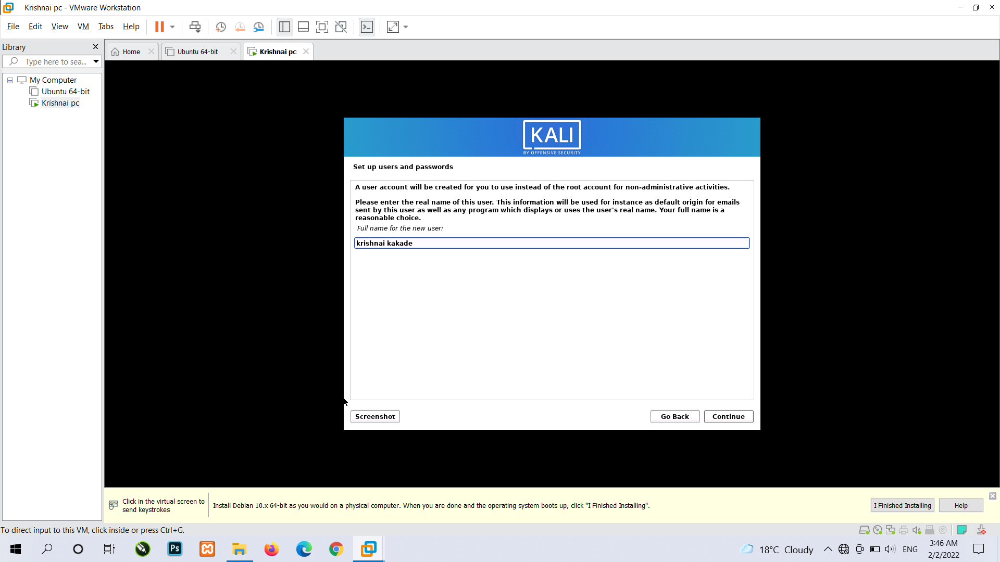 Krishnai pc - VMware Workstation
File Edit View VM Tabs Help
Library
Type here to sea...
Home
Ubuntu 64-bit
Krishnai pc
My Computer
Ubuntu 64-bit
Krishnai pc
KALI
BY OFFENSIVE SECURITY
Set up users and passwords
A user account will be created for you to use instead of the root account for non-administrative activities.
Please enter the real name of this user. This information will be used for instance as default origin for emails
sent by this user as well as any program which displays or uses the user's real name. Your full name is a
reasonable choice.
Full name for the new user:
krishnai kakade
Screenshot
Go Back
Continue
Click in the virtual screen to
send keystrokes
Install Debian 10.x 64-bit as you would on a physical computer. When you are done and the operating system boots up, click "I Finished Installing".
I Finished Installing
Help
To direct input to this VM, click inside or press Ctrl+G.
Ps
18°C Cloudy
ENG
3:46 AM
2/2/2022